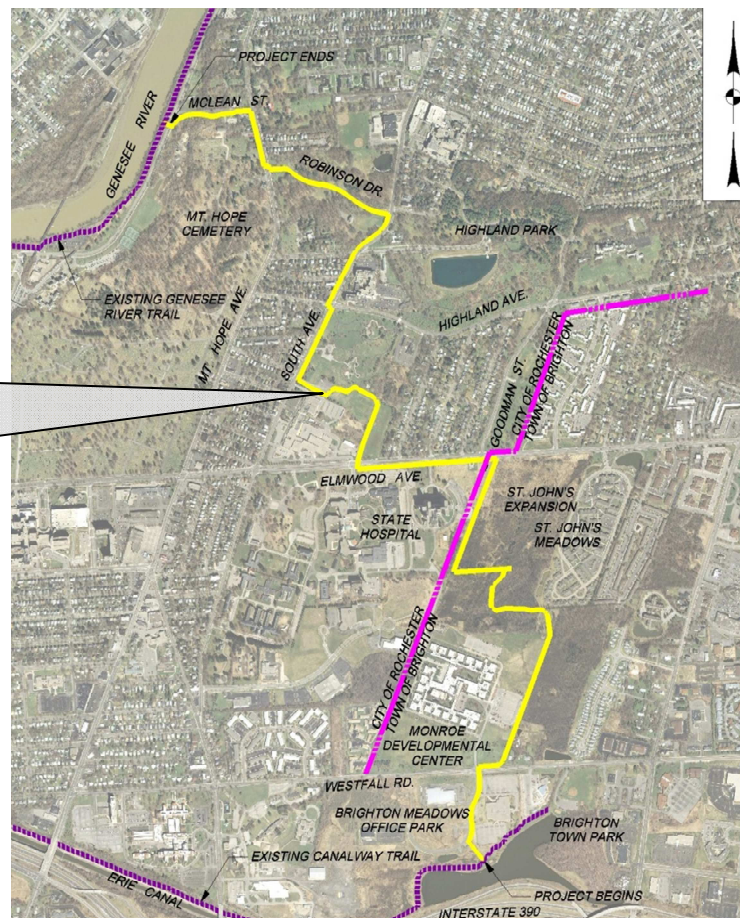 PROJECT ENDS
MCLEAN ST.
GENESEE RIVER
ROBINSON DR.
MT. HOPE
CEMETERY
HIGHLAND PARK
EXISTING GENESEE
RIVER TRAIL
MT. HOPE AVE.
SOUTH AVE.
HIGHLAND AVE.
GOODMAN ST.
CITY OF ROCHESTER
TOWN OF BRIGHTON
ELMWOOD AVE.
STATE
HOSPITAL
ST. JOHN'S
EXPANSION
ST. JOHN'S
MEADOWS
CITY OF ROCHESTER
TOWN OF BRIGHTON
MONROE
DEVELOPMENTAL
CENTER
WESTFALL RD.
BRIGHTON MEADOWS
OFFICE PARK
BRIGHTON
TOWN PARK
EXISTING CANALWAY TRAIL
ERIE CANAL
PROJECT BEGINS
INTERSTATE 390